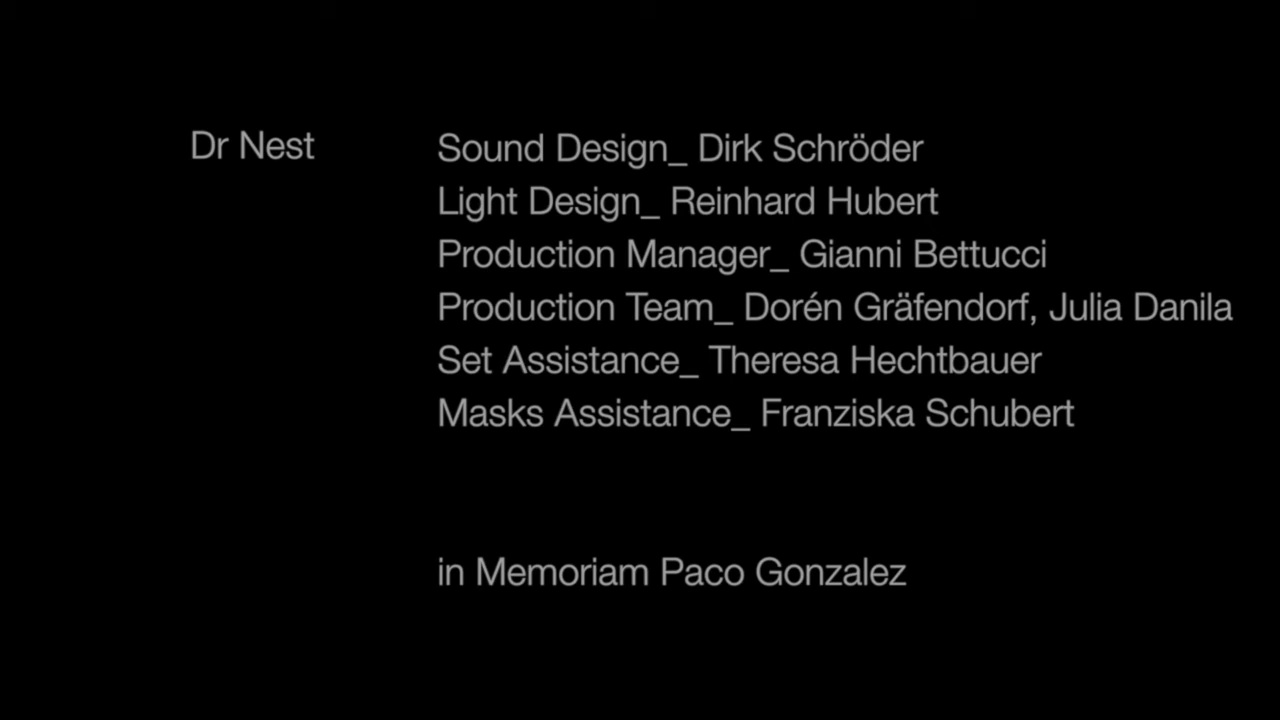 Dr Nest
Sound Design_ Dirk Schröder
Light Design_ Reinhard Hubert
Production Manager_ Gianni Bettucci
Production Team_ Dorén Gräfendorf, Julia Danila
Set Assistance_ Theresa Hechtbauer
Masks Assistance_ Franziska Schubert
in Memoriam Paco Gonzalez